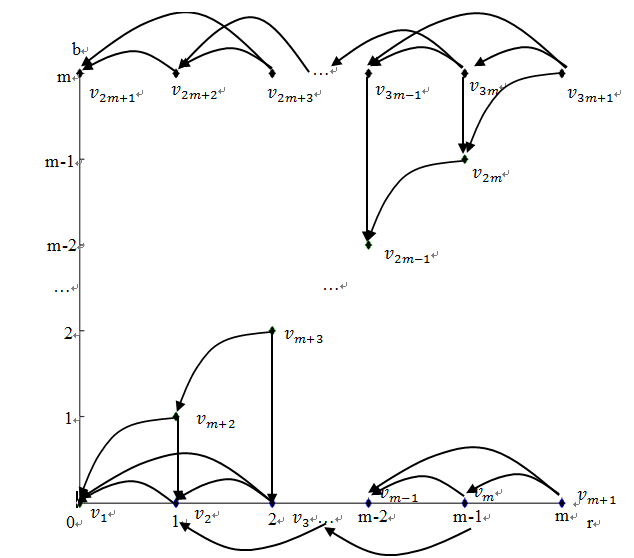 b
m
v₂ₘ₊₁ v₂ₘ₊₂ v₂ₘ₊₃ … v₃ₘ₋₁ v₃ₘ v₃ₘ₊₁
m-1
v₂ₘ
m-2
v₂ₘ₋₁
… …
2
vₘ₊₃
1
vₘ₊₂
0 v₁ 1 v₂ 2 v₃ … m-2 vₘ₋₁ m-1 vₘ m vₘ₊₁
r